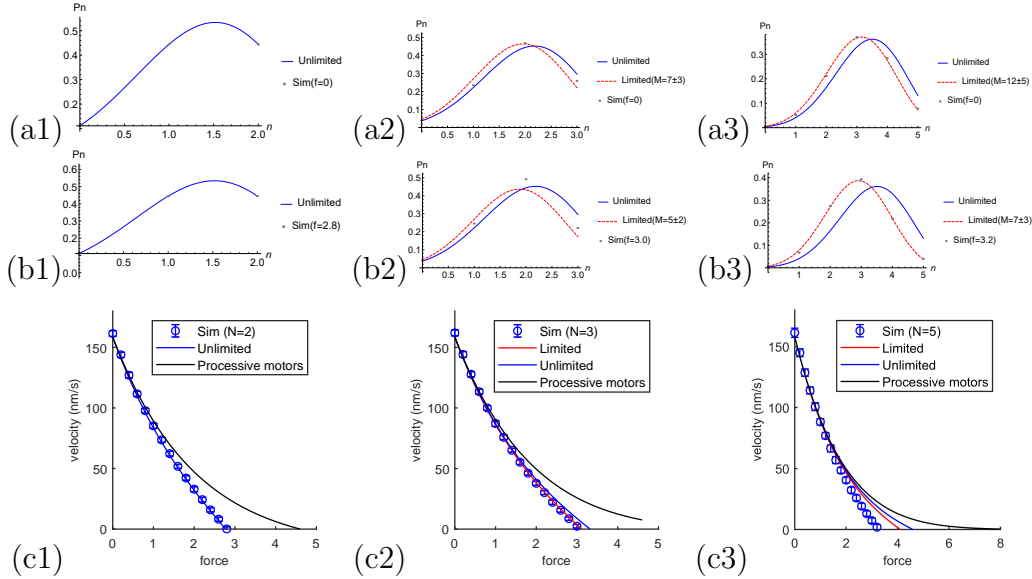 Pn
0.5
0.4
0.3
0.2
0.5
1.0
1.5
2.0
n
Unlimited
Sim(f=0)
(a1)
Pn
0.5
0.4
0.3
0.2
0.1
0.5
1.0
1.5
2.0
2.5
3.0
n
Unlimited
Limited(M=7±3)
Sim(f=0)
(a2)
Pn
0.4
0.3
0.2
0.1
1
2
3
4
5
n
Unlimited
Limited(M=12±5)
Sim(f=0)
(a3)
Pn
0.6
0.5
0.4
0.3
0.2
0.1
0.0
0.5
1.0
1.5
2.0
n
Unlimited
Sim(f=2.8)
(b1)
Pn
0.5
0.4
0.3
0.2
0.1
0.5
1.0
1.5
2.0
2.5
3.0
n
Unlimited
Limited(M=5±2)
Sim(f=3.0)
(b2)
Pn
0.4
0.3
0.2
0.1
0
1
2
3
4
5
n
Unlimited
Limited(M=7±3)
Sim(f=3.2)
(b3)
Sim (N=2)
Unlimited
Processive motors
velocity (nm/s)
150
100
50
0
0
1
2
3
4
5
force
(c1)
Sim (N=3)
Limited
Unlimited
Processive motors
velocity (nm/s)
150
100
50
0
0
1
2
3
4
5
force
(c2)
Sim (N=5)
Limited
Unlimited
Processive motors
velocity (nm/s)
150
100
50
0
0
2
4
6
8
force
(c3)